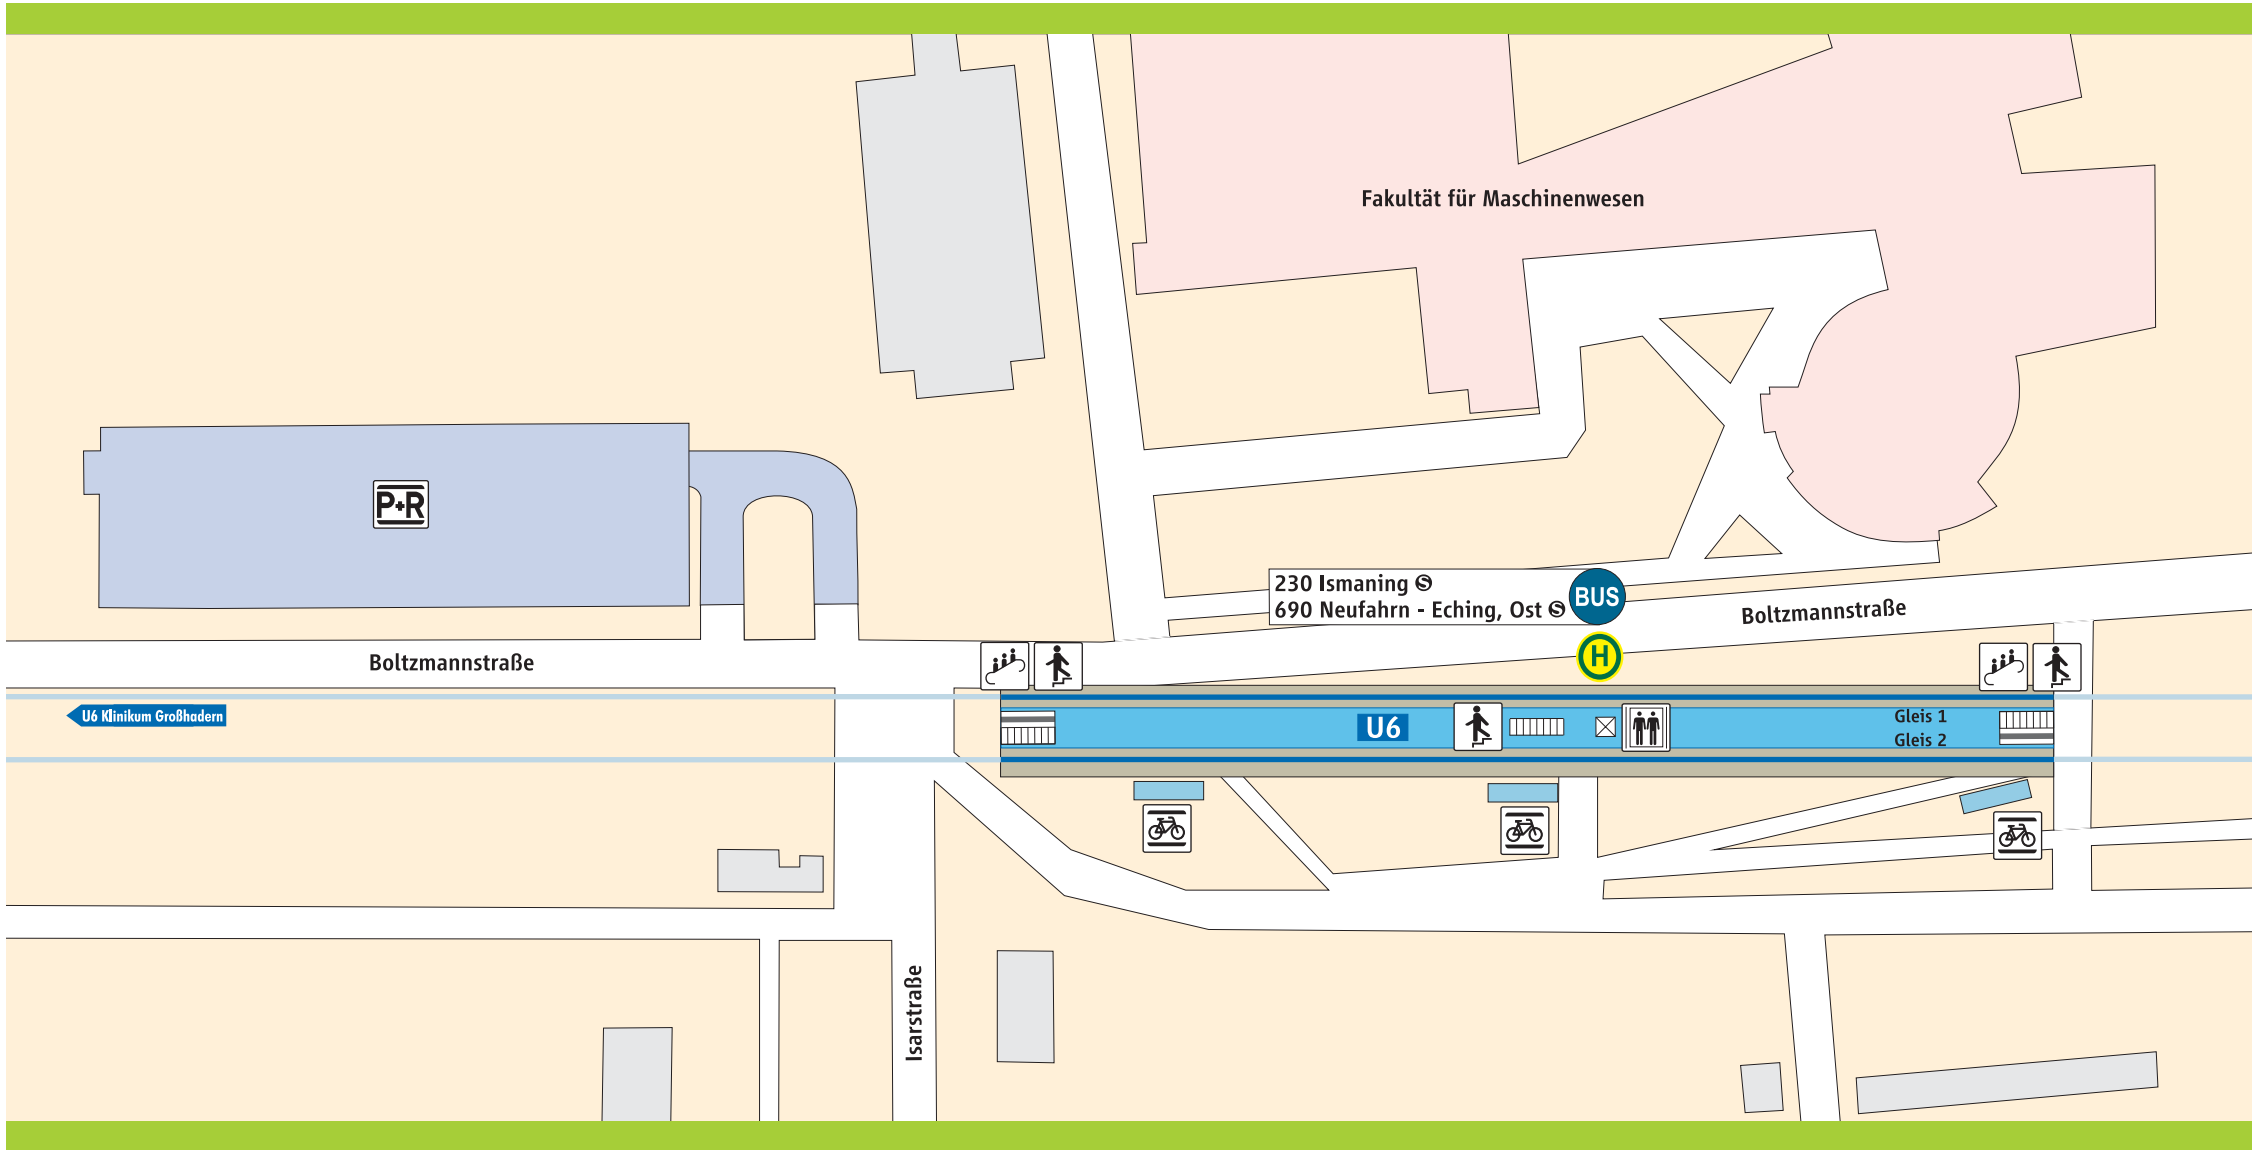 Fakultät für Maschinenwesen
P+R
230 Ismaning S
690 Neufahrn - Eching, Ost S
BUS
Boltzmannstraße
H
Boltzmannstraße
U6 Klinikum Großhadern
U6
Gleis 1
Gleis 2
Isarstraße